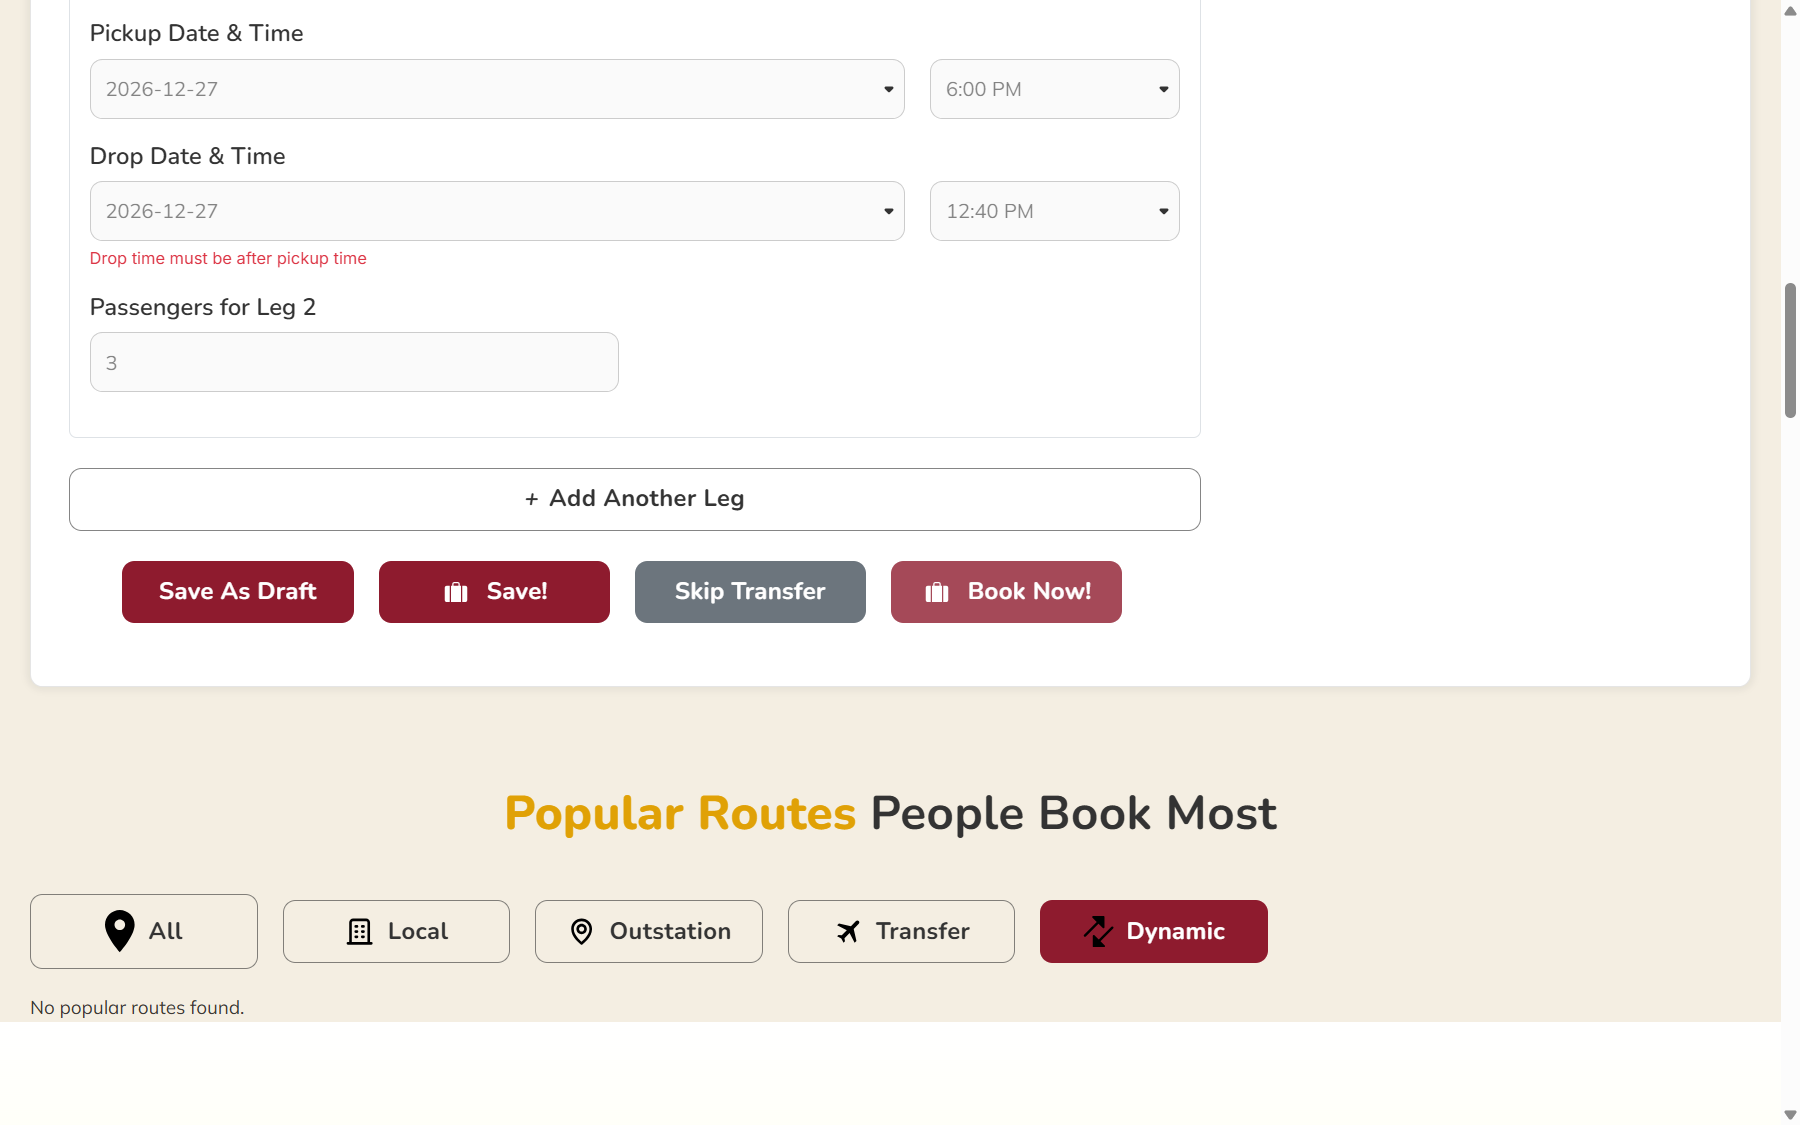 Pickup Date & Time
2026-12-27
6:00 PM
Drop Date & Time
2026-12-27
12:40 PM
Drop time must be after pickup time
Passengers for Leg 2
3
+ Add Another Leg
Save As Draft
Save!
Skip Transfer
Book Now!
Popular Routes People Book Most
All
Local
Outstation
Transfer
Dynamic
No popular routes found.